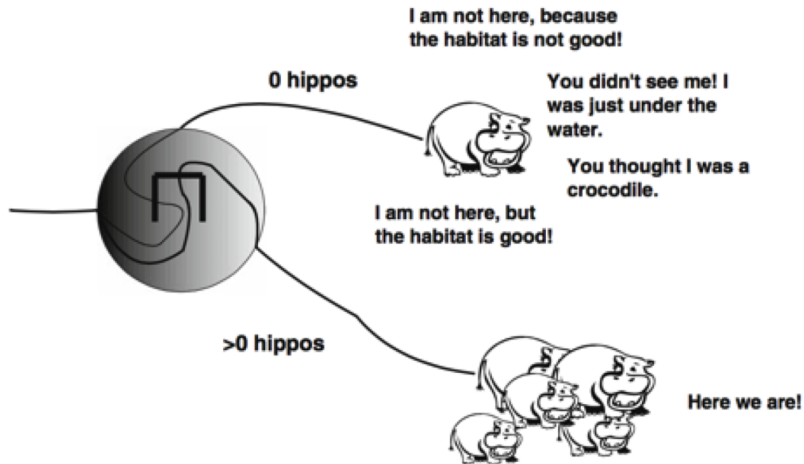 I am not here, because
the habitat is not good!
0 hippos
You didn't see me! I
was just under the
water.
You thought I was a
crocodile.
I am not here, but
the habitat is good!
>0 hippos
Here we are!